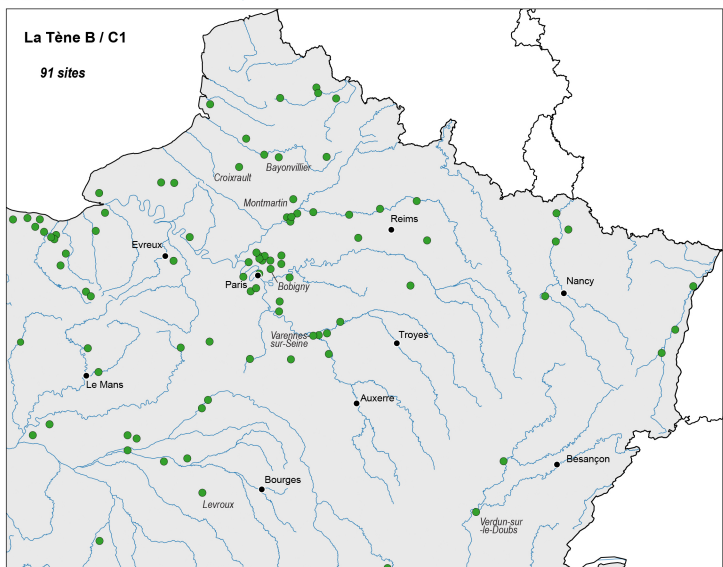 La Tène B / C1
91 sites
Bayonvillier
Croixrault
Montmartin
Reims
Evreux
Nancy
Paris
Bobigny
Varennes-
sur-Seine
Troyes
Le Mans
Auxerre
Besançon
Bourges
Levroux
Verdun-sur
-le-Doubs